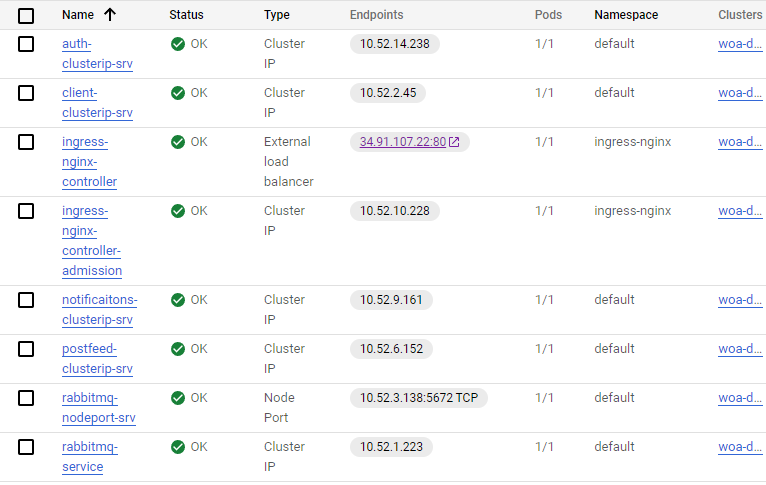 Name Status Type Endpoints Pods Namespace Clusters
auth- OK Cluster 10.52.14.238 1/1 default woa-d...
clusterip-srv IP
client- OK Cluster 10.52.2.45 1/1 default woa-d...
clusterip-srv IP
ingress- OK External 34.91.107.22:80 1/1 ingress-nginx woa-d...
nginx- load
controller balancer
ingress- OK Cluster 10.52.10.228 1/1 ingress-nginx woa-d...
nginx- IP
controller-
admission
notificaitons- OK Cluster 10.52.9.161 1/1 default woa-d...
clusterip-srv IP
postfeed- OK Cluster 10.52.6.152 1/1 default woa-d...
clusterip-srv IP
rabbitmq- OK Node 10.52.3.138:5672 TCP 1/1 default woa-d...
nodeport-srv Port
rabbitmq- OK Cluster 10.52.1.223 1/1 default woa-d...
service IP